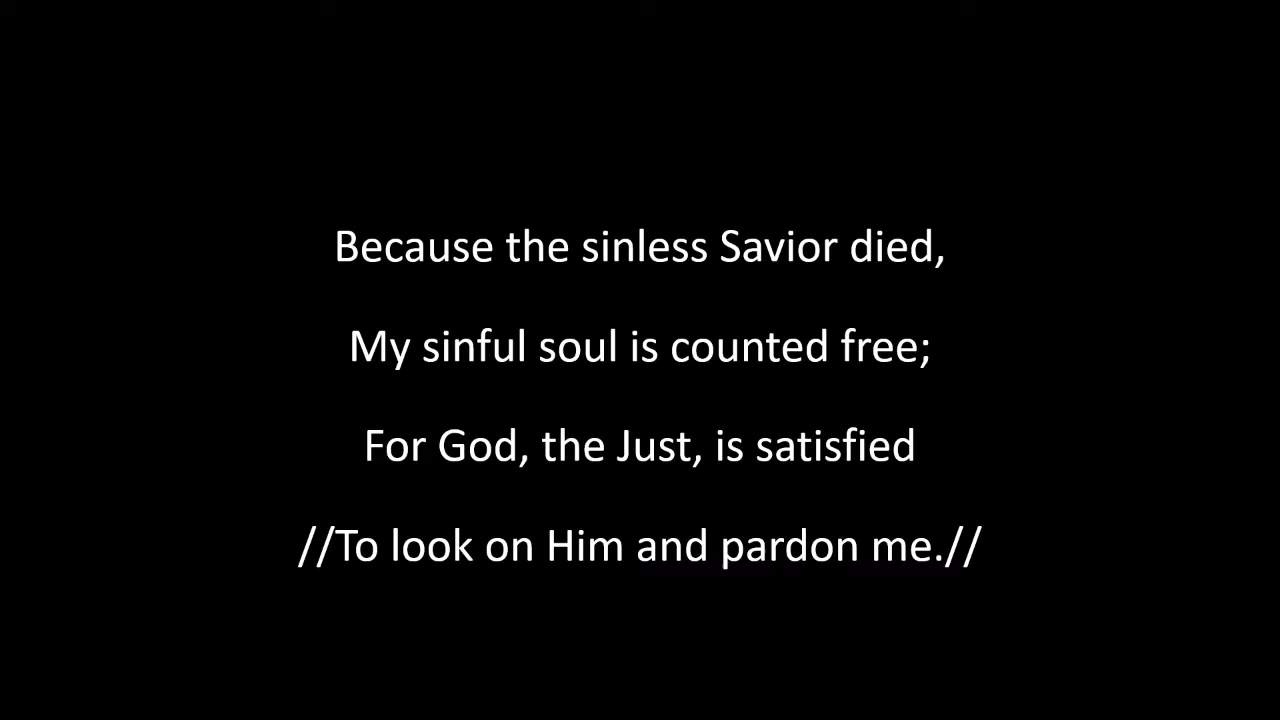 Because the sinless Savior died,
My sinful soul is counted free;
For God, the Just, is satisfied
//To look on Him and pardon me.//